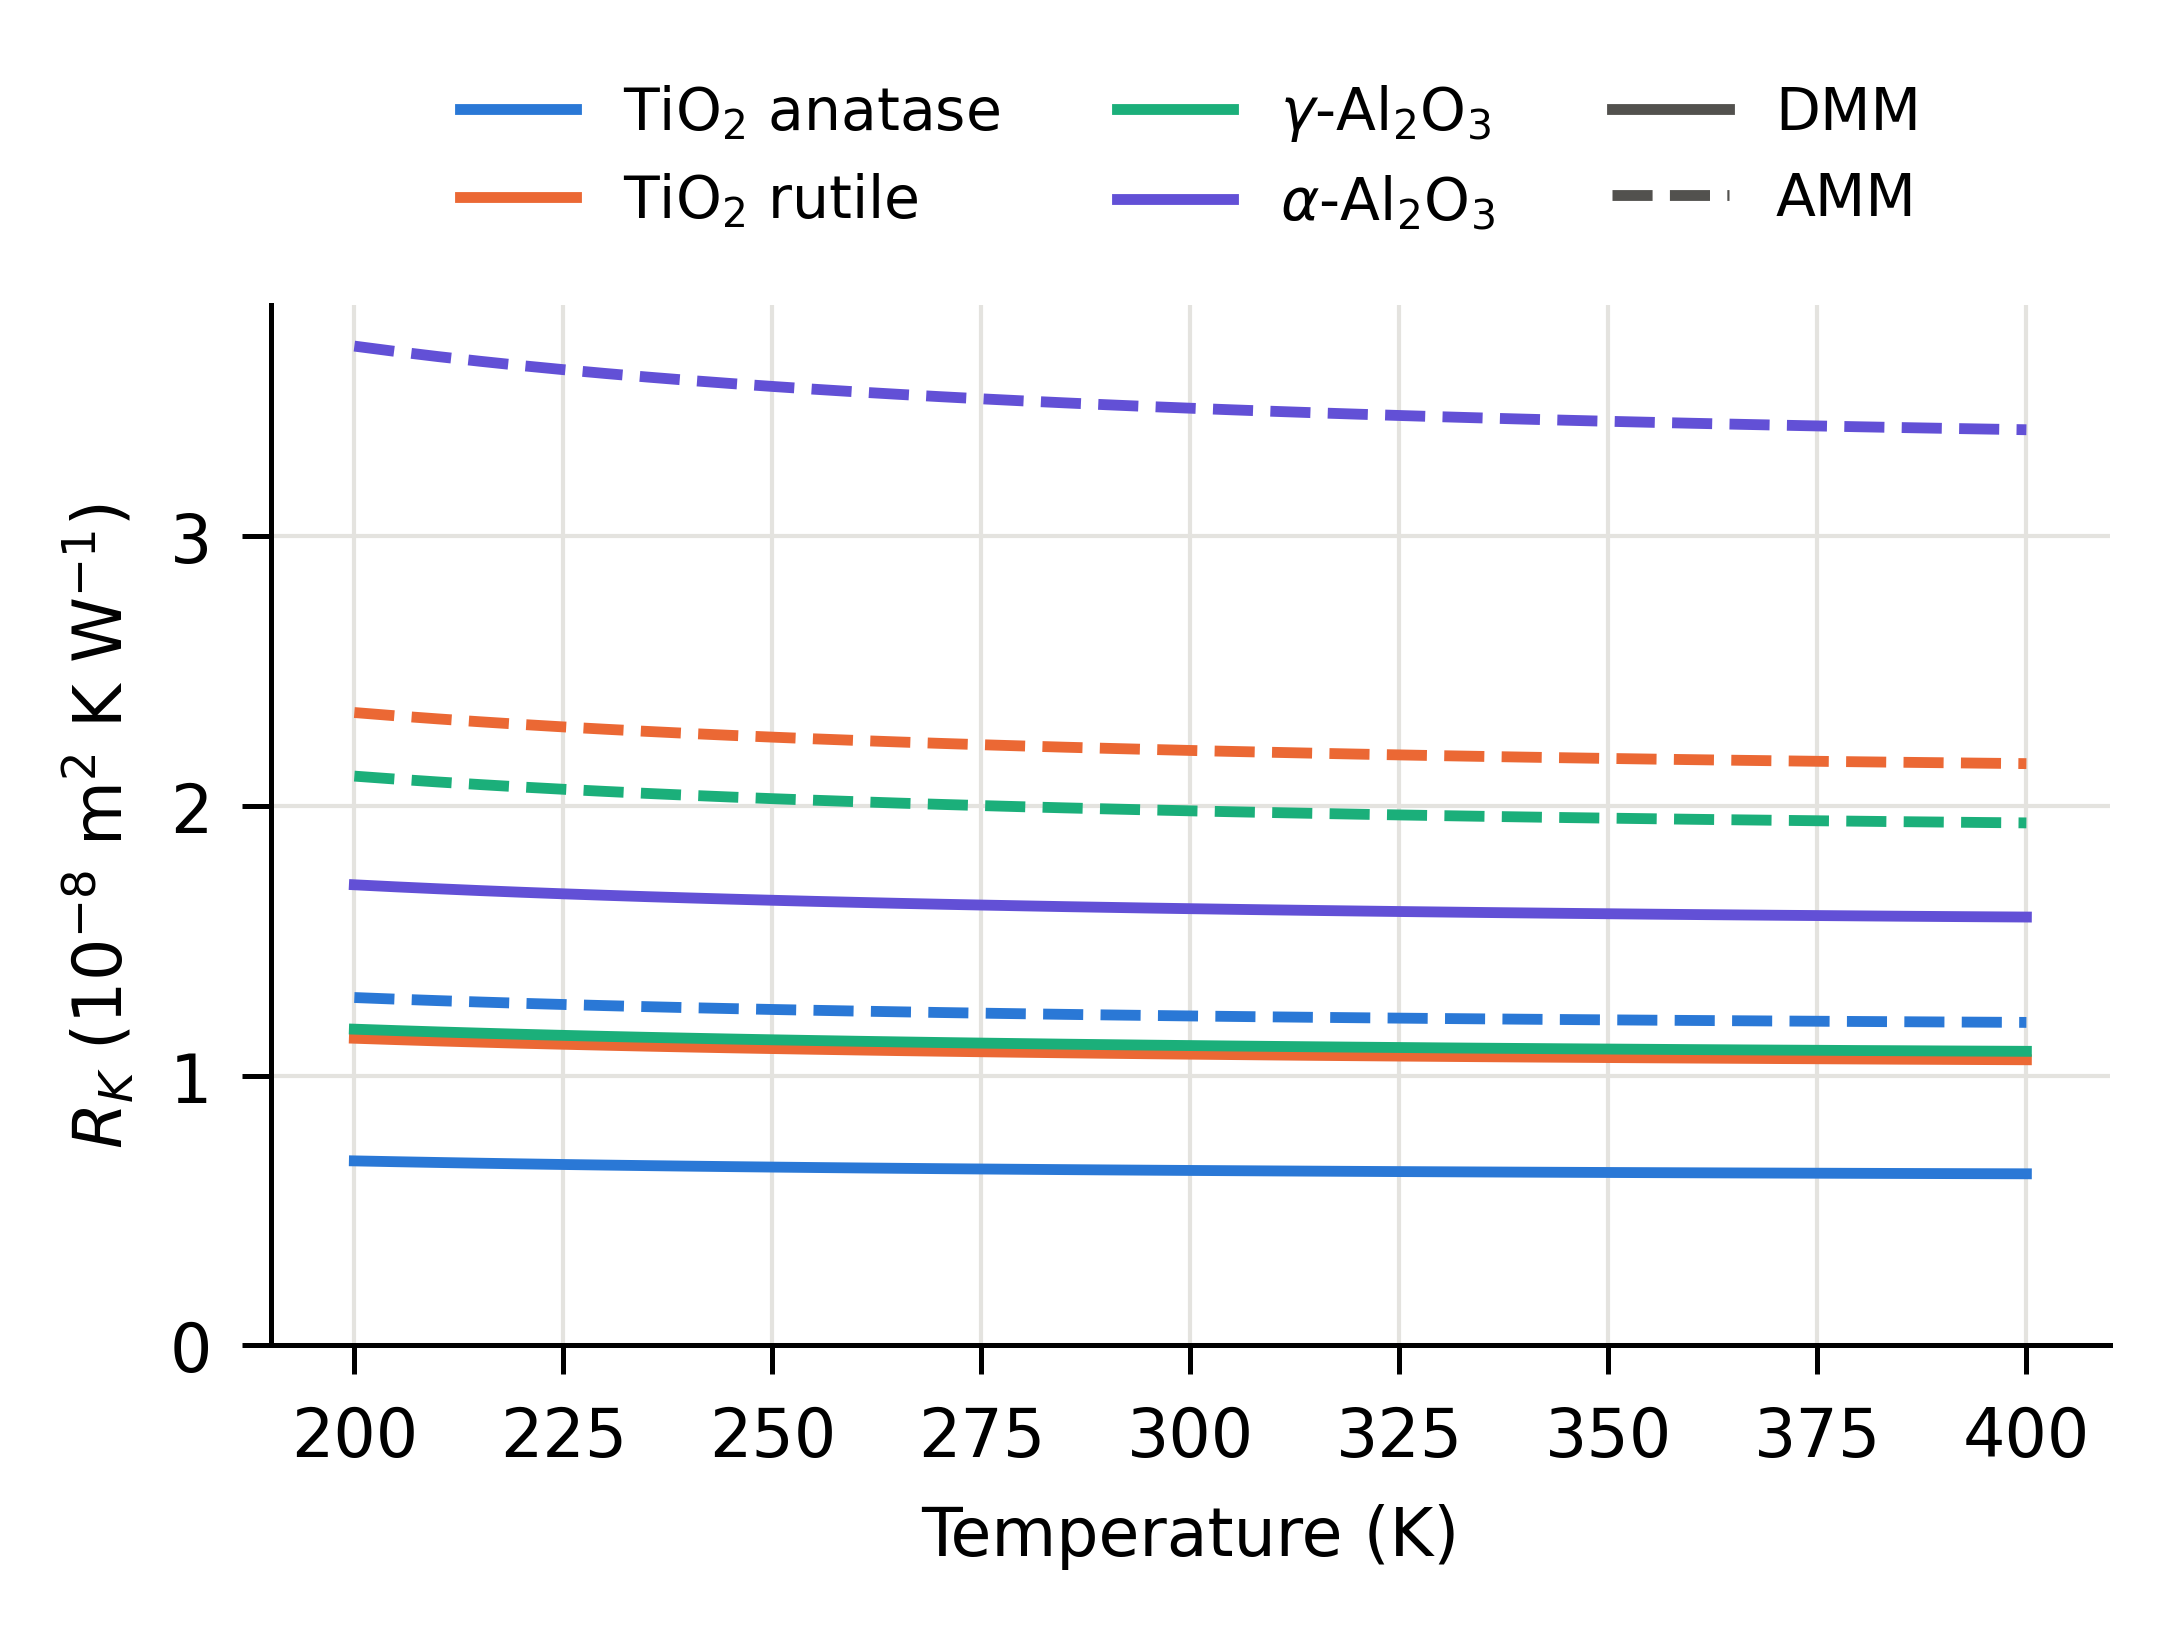 TiO₂ anatase
TiO₂ rutile
γ-Al₂O₃
α-Al₂O₃
DMM
AMM
R_K (10⁻⁸ m² K W⁻¹)
3
2
1
0
200 225 250 275 300 325 350 375 400
Temperature (K)